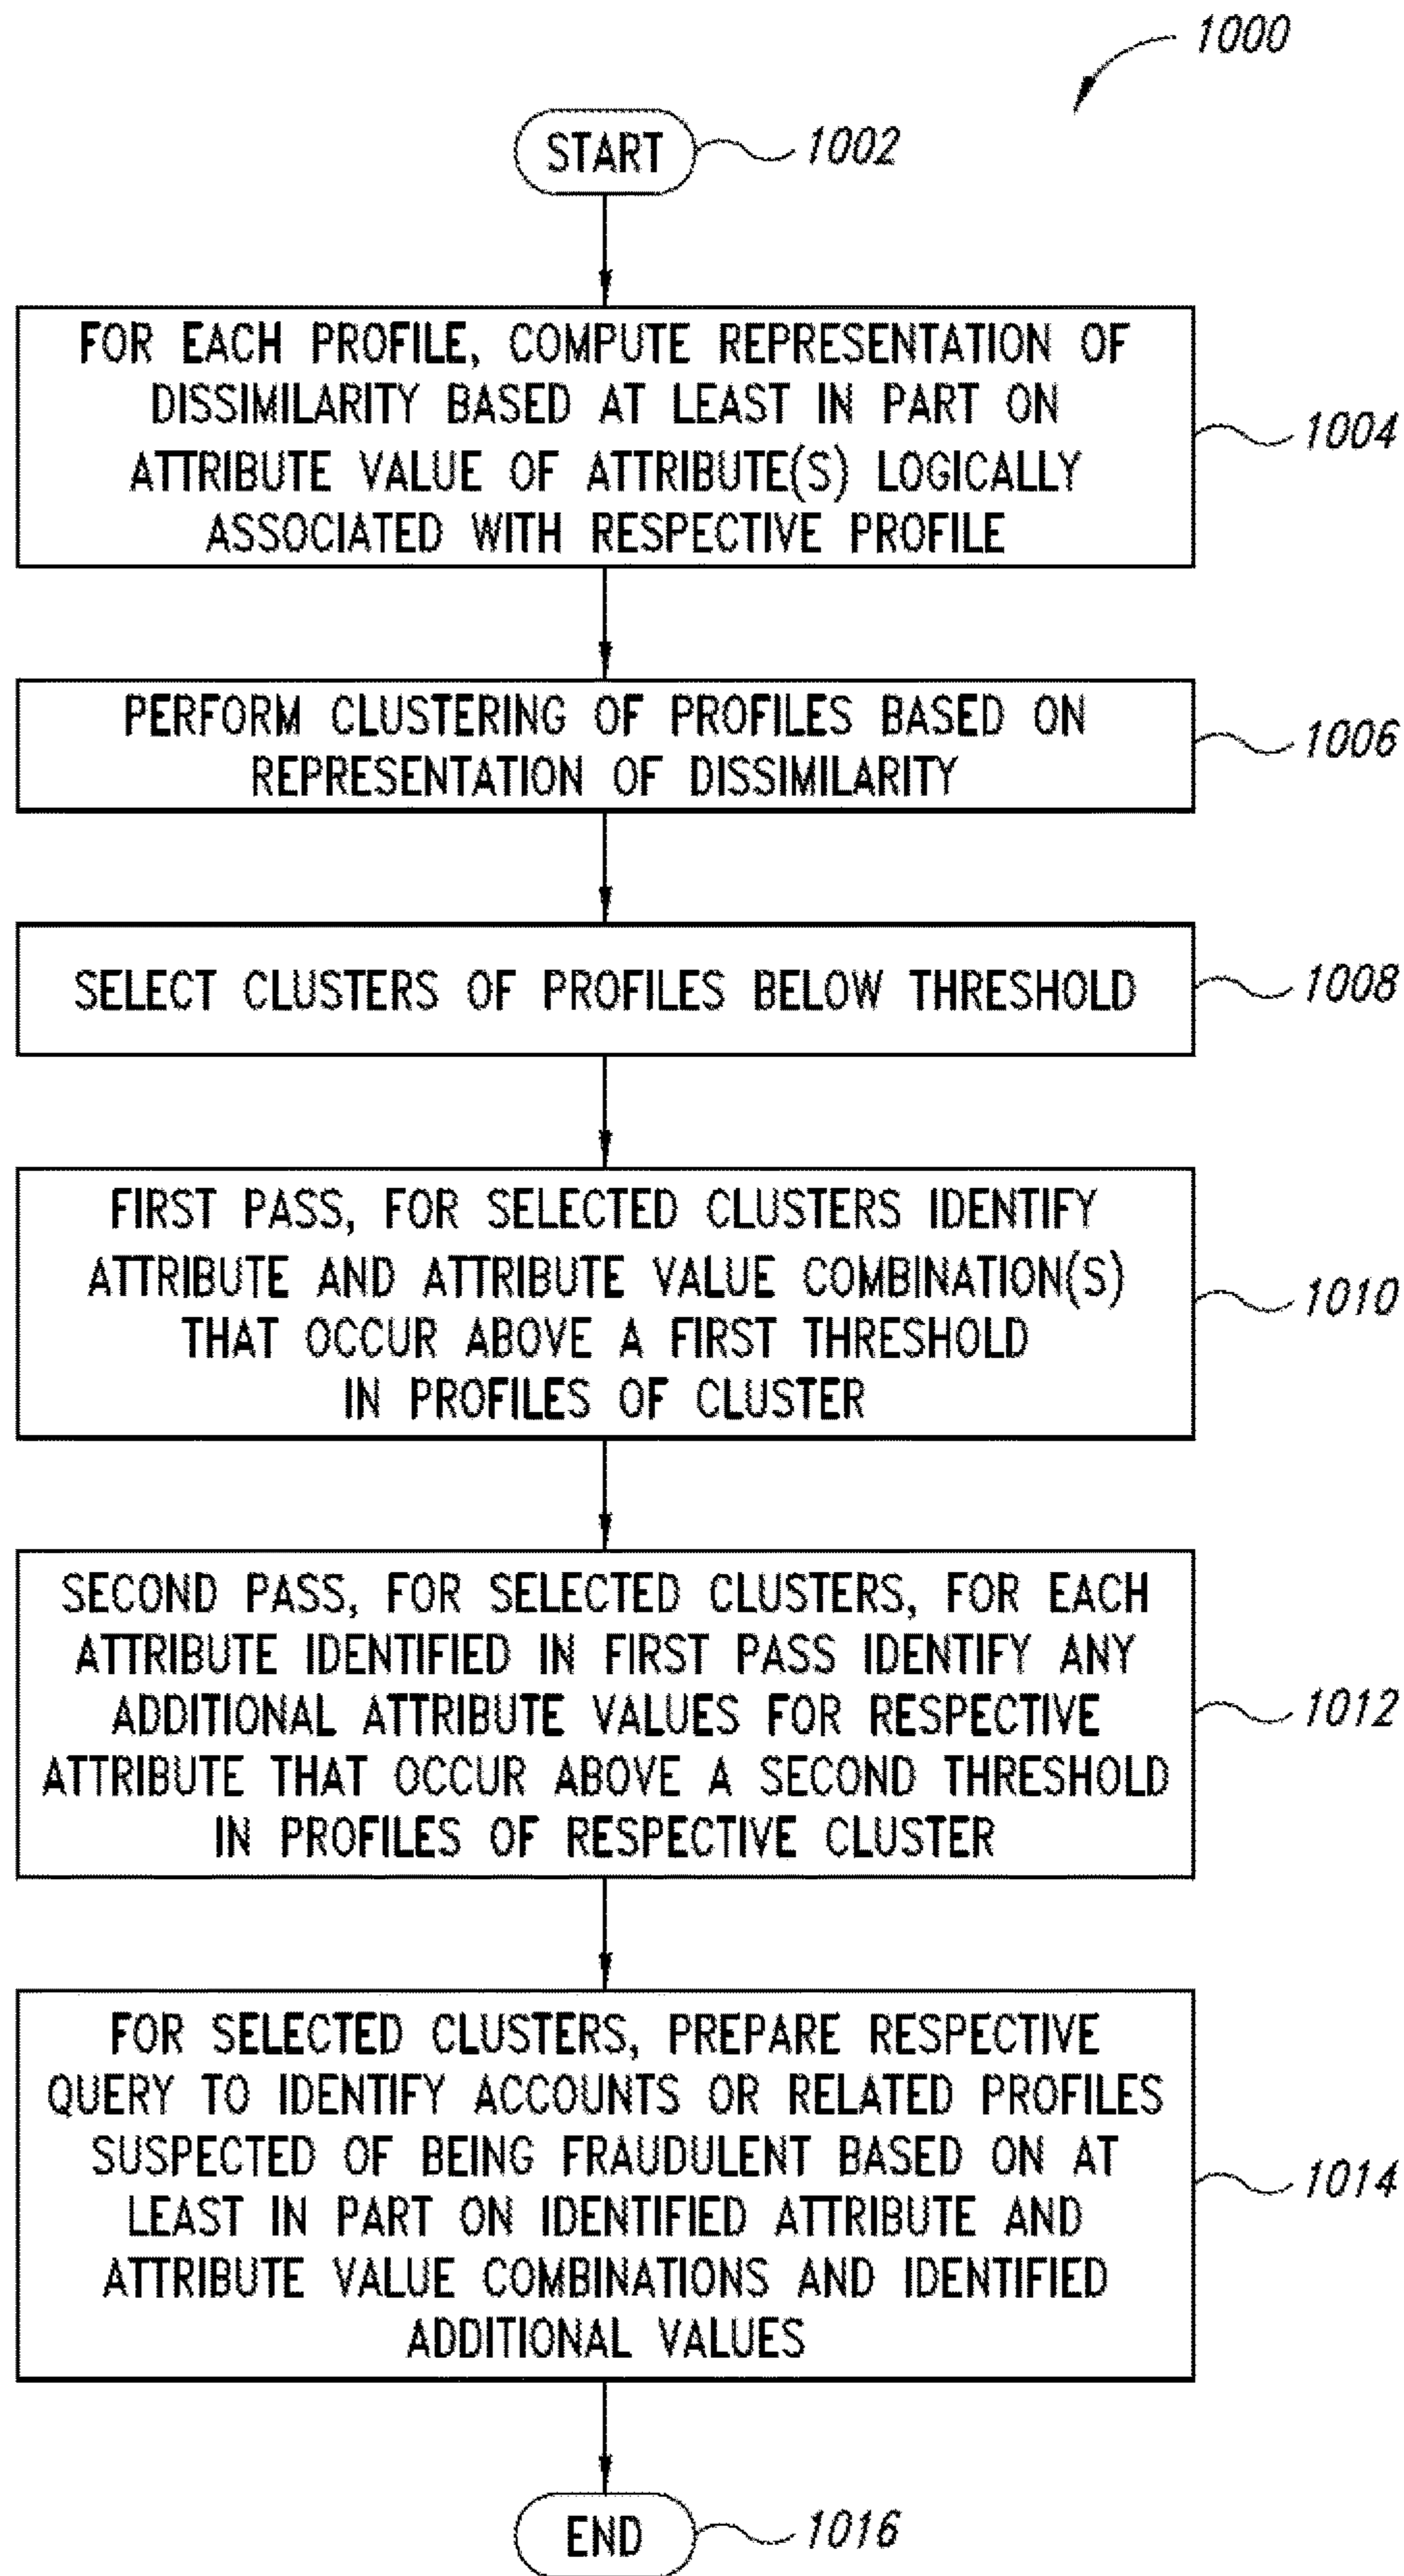 1000
START
1002
FOR EACH PROFILE, COMPUTE REPRESENTATION OF
DISSIMILARITY BASED AT LEAST IN PART ON
ATTRIBUTE VALUE OF ATTRIBUTE(S) LOGICALLY
ASSOCIATED WITH RESPECTIVE PROFILE
1004
PERFORM CLUSTERING OF PROFILES BASED ON
REPRESENTATION OF DISSIMILARITY
1006
SELECT CLUSTERS OF PROFILES BELOW THRESHOLD
1008
FIRST PASS, FOR SELECTED CLUSTERS IDENTIFY
ATTRIBUTE AND ATTRIBUTE VALUE COMBINATION(S)
THAT OCCUR ABOVE A FIRST THRESHOLD
IN PROFILES OF CLUSTER
1010
SECOND PASS, FOR SELECTED CLUSTERS, FOR EACH
ATTRIBUTE IDENTIFIED IN FIRST PASS IDENTIFY ANY
ADDITIONAL ATTRIBUTE VALUES FOR RESPECTIVE
ATTRIBUTE THAT OCCUR ABOVE A SECOND THRESHOLD
IN PROFILES OF RESPECTIVE CLUSTER
1012
FOR SELECTED CLUSTERS, PREPARE RESPECTIVE
QUERY TO IDENTIFY ACCOUNTS OR RELATED PROFILES
SUSPECTED OF BEING FRAUDULENT BASED ON AT
LEAST IN PART ON IDENTIFIED ATTRIBUTE AND
ATTRIBUTE VALUE COMBINATIONS AND IDENTIFIED
ADDITIONAL VALUES
1014
END
1016